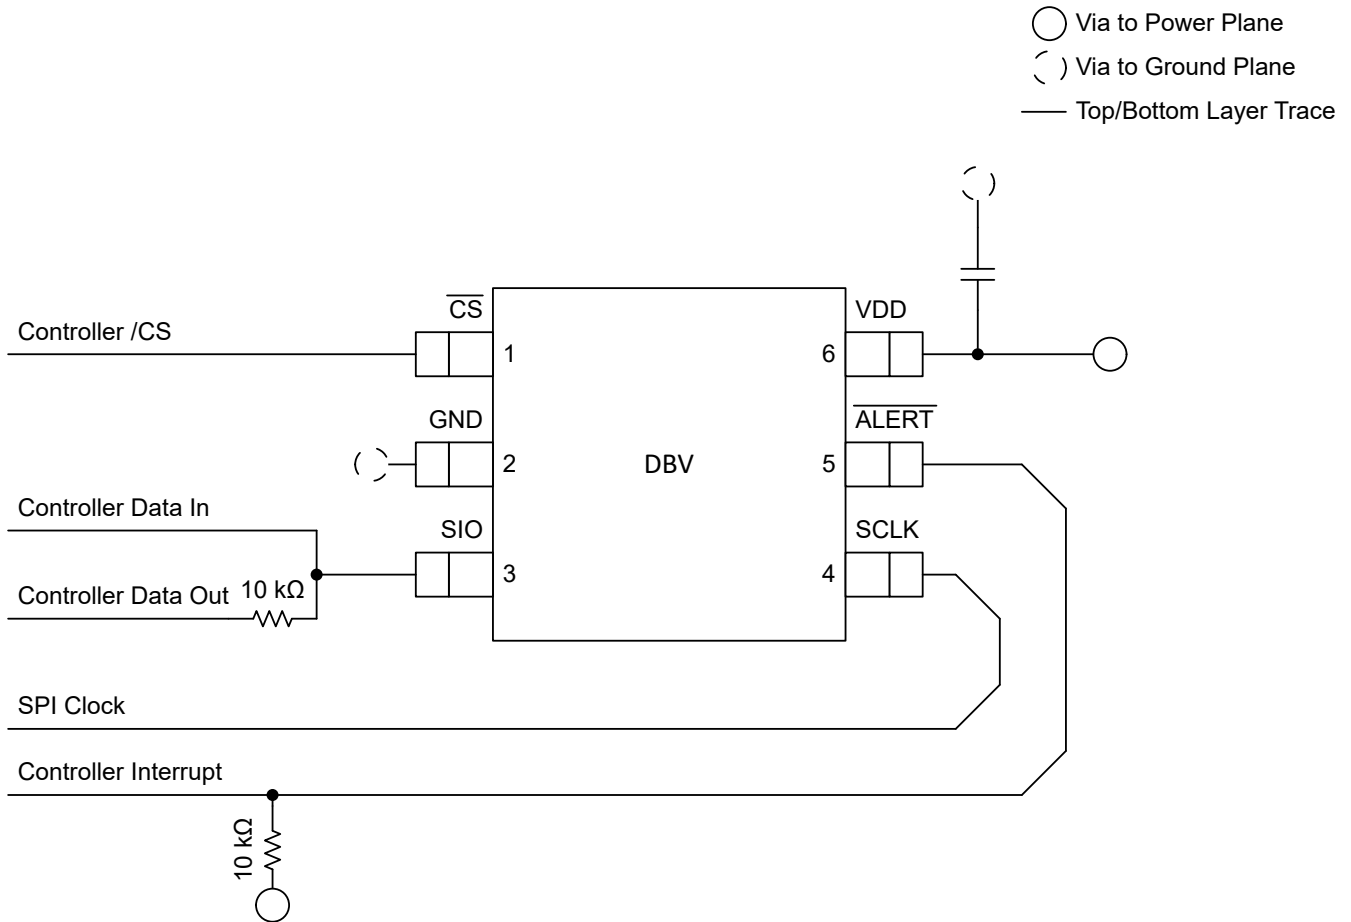 Via to Power Plane
Via to Ground Plane
Top/Bottom Layer Trace
Controller /CS
CS
1
VDD
6
GND
2
DBV
ALERT
5
Controller Data In
SIO
3
SCLK
4
Controller Data Out
10 kΩ
SPI Clock
Controller Interrupt
10 kΩ